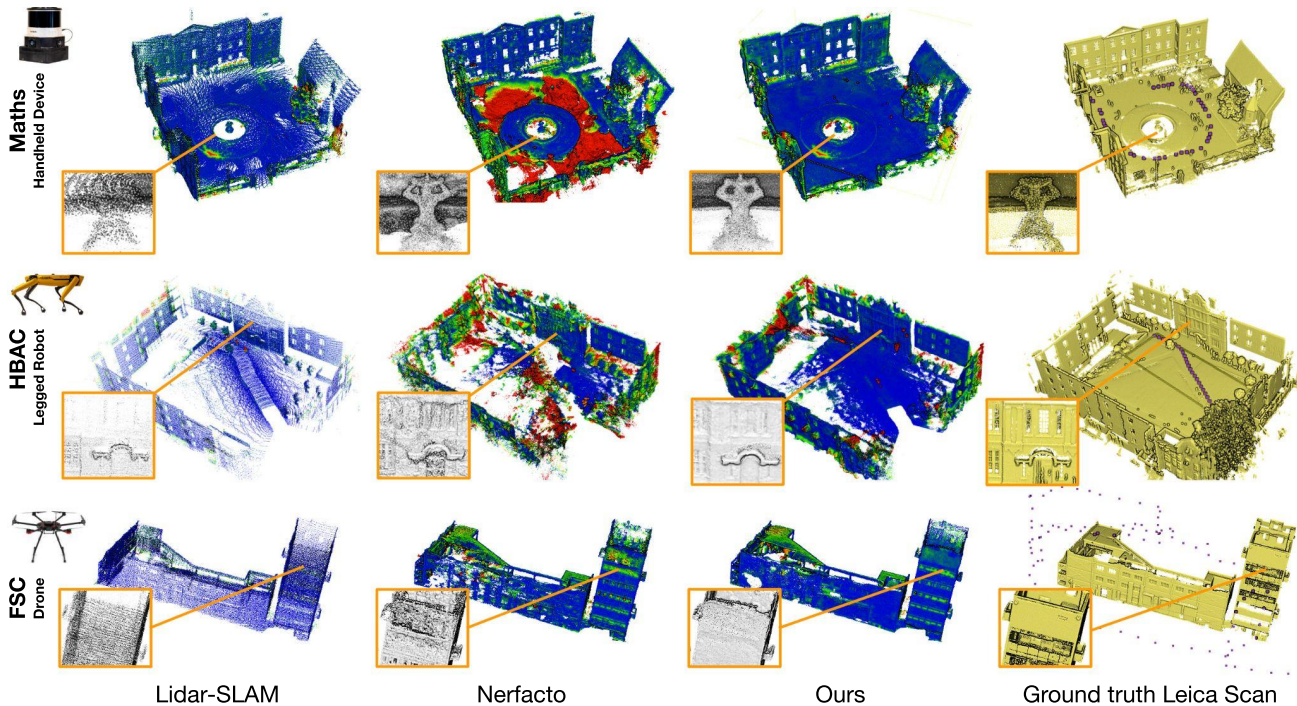 Maths
Handheld Device
HBAC
Legged Robot
FSC
Drone
Lidar-SLAM
Nerfacto
Ours
Ground truth Leica Scan